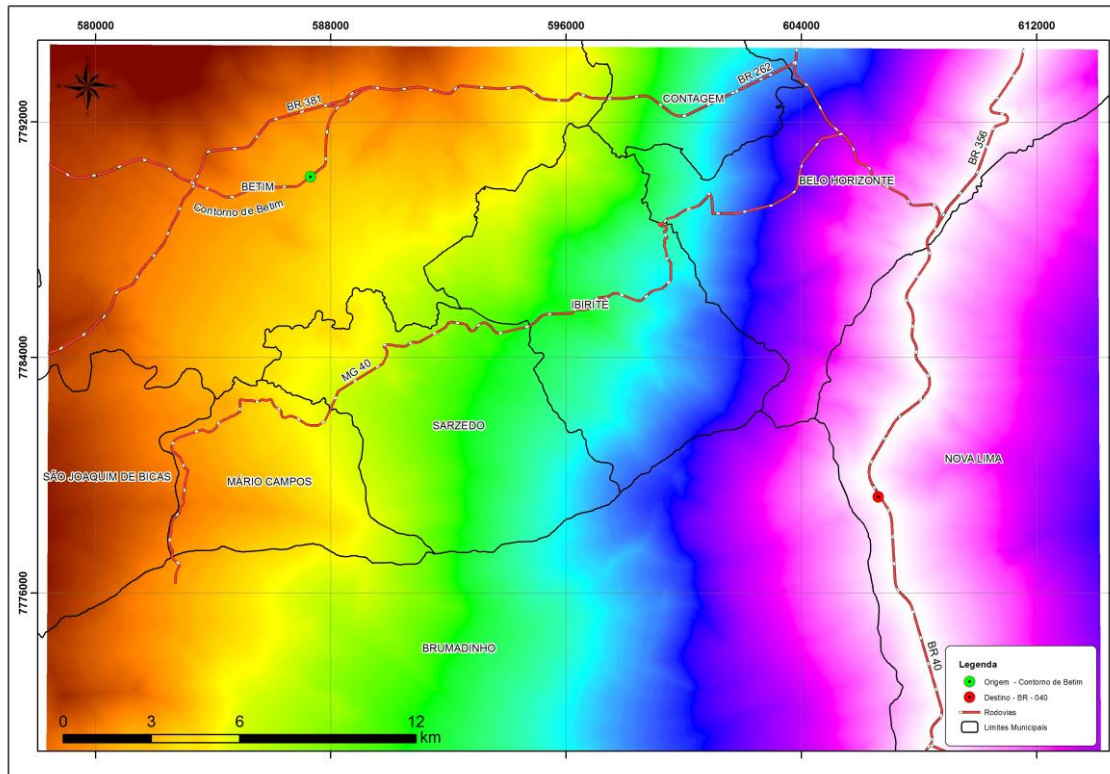 580000
588000
596000
604000
612000
BR 262
BR 381
CONTAGEM
7792000
BR 356
BETIM
BELO HORIZONTE
Contorno de Betim
IBIRITÉ
7784000
MG 40
SARZEDO
NOVA LIMA
SÃO JOAQUIM DE BICAS
MÁRIO CAMPOS
7776000
BRUMADINHO
BR 40
Legenda
Origem - Contorno de Betim
Destino - BR - 040
Rodovias
Limites Municipais
0
3
6
12
km